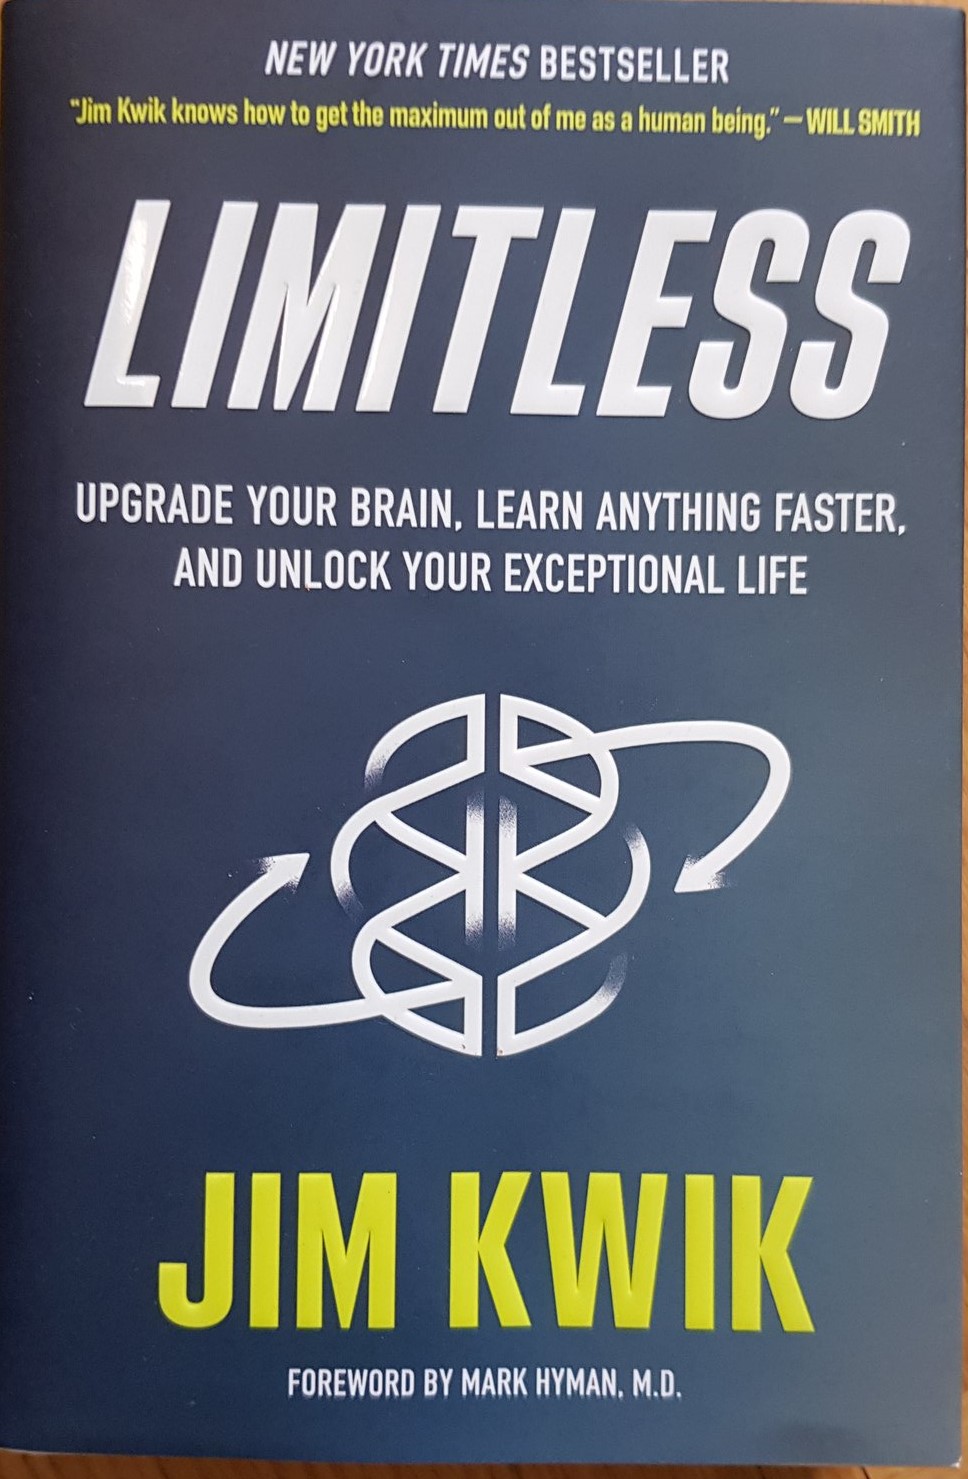 NEW YORK TIMES BESTSELLER
"Jim Kwik knows how to get the maximum out of me as a human being." — WILL SMITH
LIMITLESS
UPGRADE YOUR BRAIN, LEARN ANYTHING FASTER,
AND UNLOCK YOUR EXCEPTIONAL LIFE
JIM KWIK
FOREWORD BY MARK HYMAN, M.D.